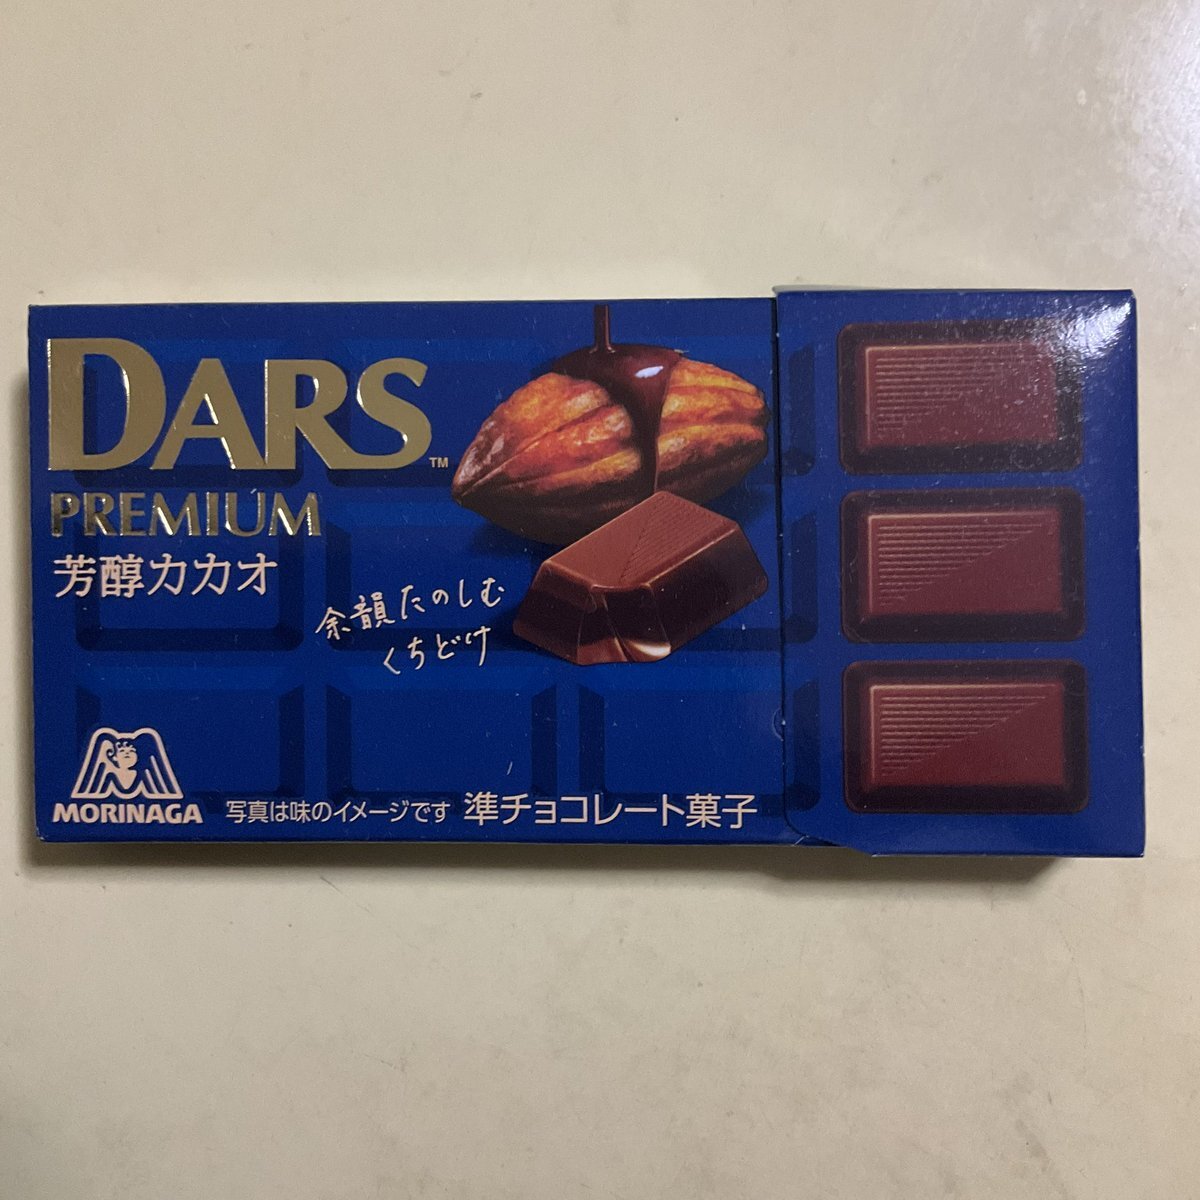 DARS™
PREMIUM
芳醇カカオ
余韻たのしむ
くちどけ
MORINAGA
写真は味のイメージです 準チョコレート菓子